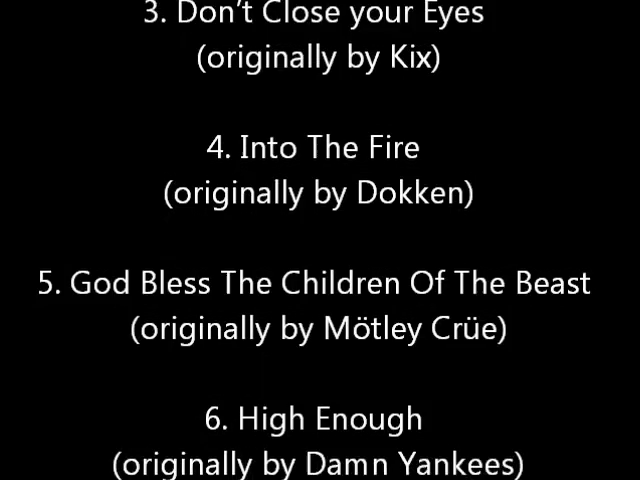 3. Don't Close your Eyes
(originally by Kix)
4. Into The Fire
(originally by Dokken)
5. God Bless The Children Of The Beast
(originally by Mötley Crüe)
6. High Enough
(originally by Damn Yankees)